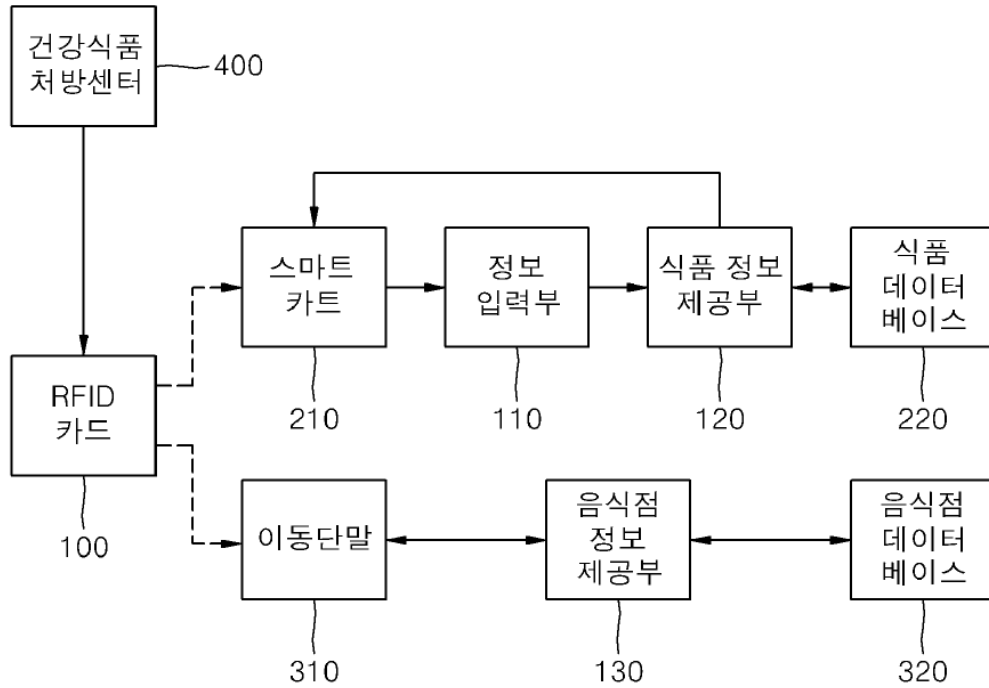 건강식품
처방센터
400
스마트
카트
정보
입력부
식품 정보
제공부
식품
데이터
베이스
RFID
카드
210
110
120
220
이동단말
음식점
정보
제공부
음식점
데이터
베이스
100
310
130
320